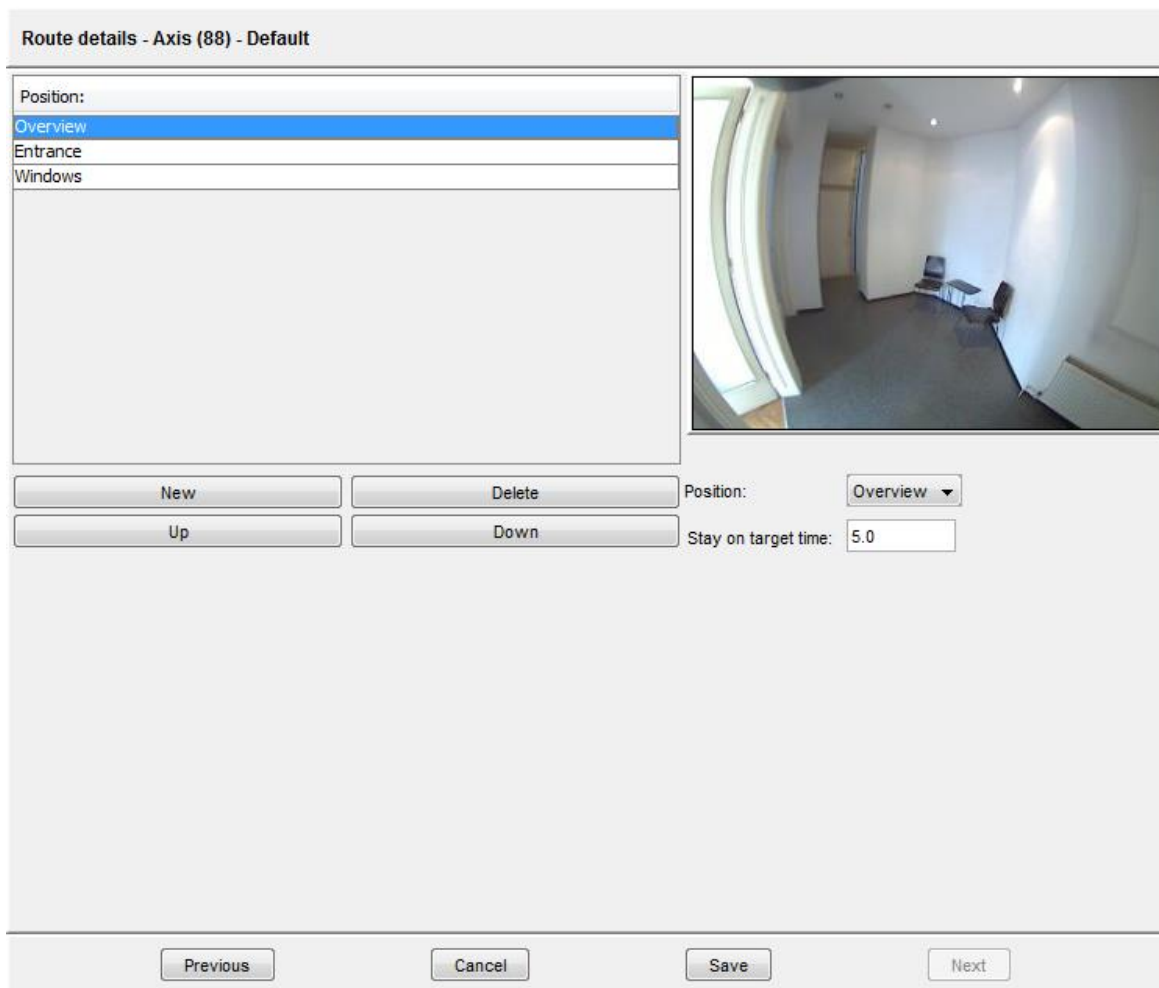 Route details - Axis (88) - Default
Position:
Overview
Entrance
Windows
New Delete
Position: Overview
Up Down
Stay on target time: 5.0
Previous Cancel Save Next